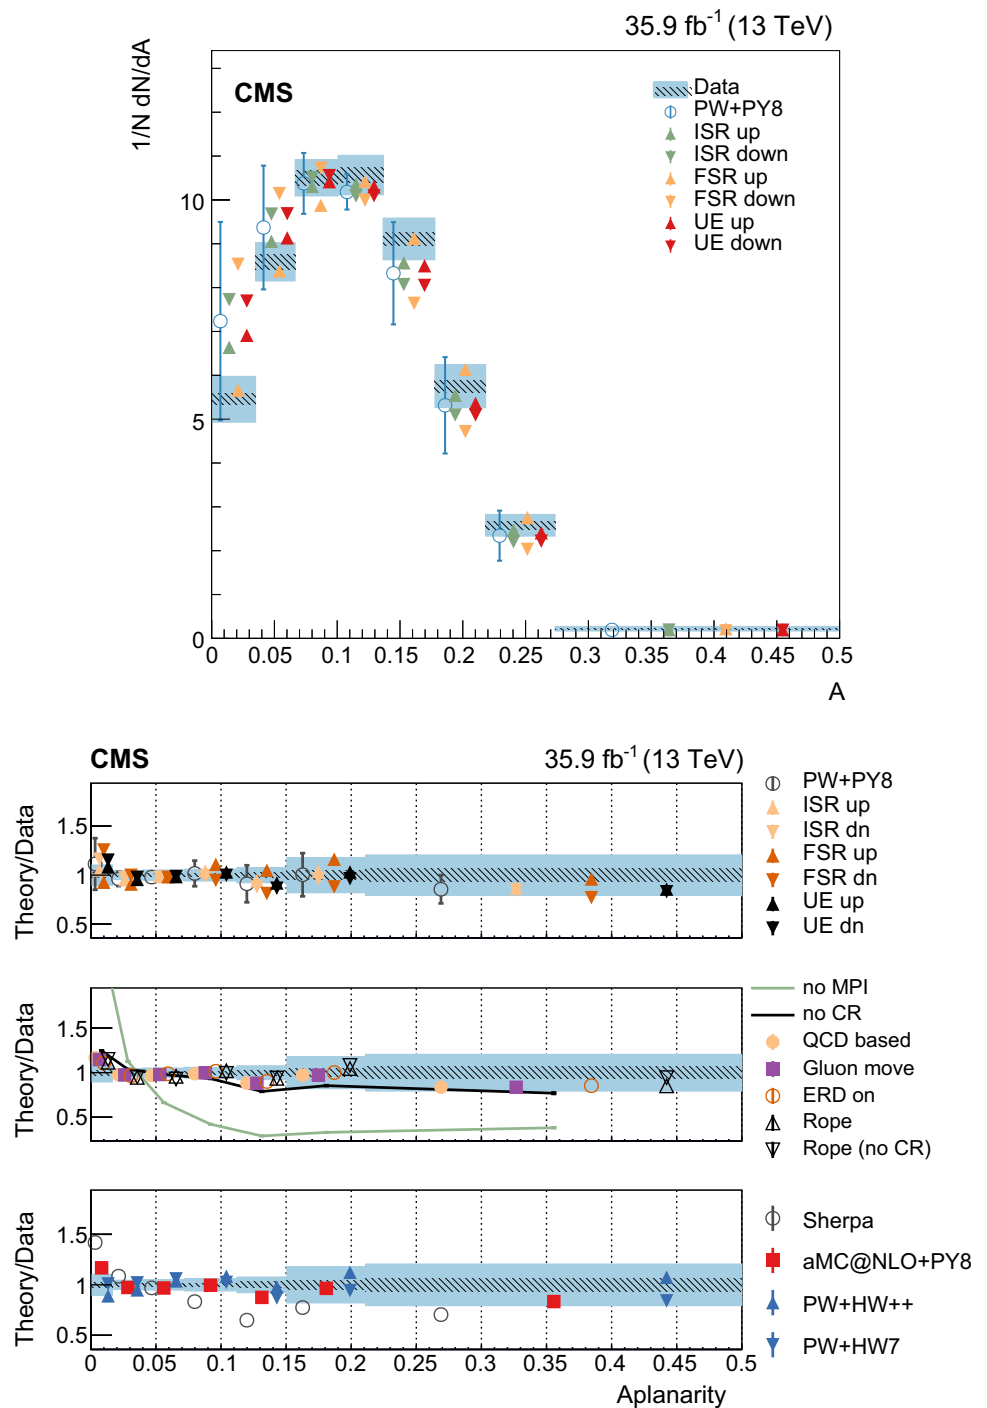 35.9 fb⁻¹ (13 TeV)
1/N dN/dA
CMS
Data
PW+PY8
ISR up
ISR down
FSR up
FSR down
UE up
UE down
10
5
0
0 0.05 0.1 0.15 0.2 0.25 0.3 0.35 0.4 0.45 0.5
A
CMS 35.9 fb⁻¹ (13 TeV)
Theory/Data
1.5
1
0.5
PW+PY8
ISR up
ISR dn
FSR up
FSR dn
UE up
UE dn
Theory/Data
1.5
1
0.5
no MPI
no CR
QCD based
Gluon move
ERD on
Rope
Rope (no CR)
Theory/Data
1.5
1
0.5
Sherpa
aMC@NLO+PY8
PW+HW++
PW+HW7
0 0.05 0.1 0.15 0.2 0.25 0.3 0.35 0.4 0.45 0.5
Aplanarity